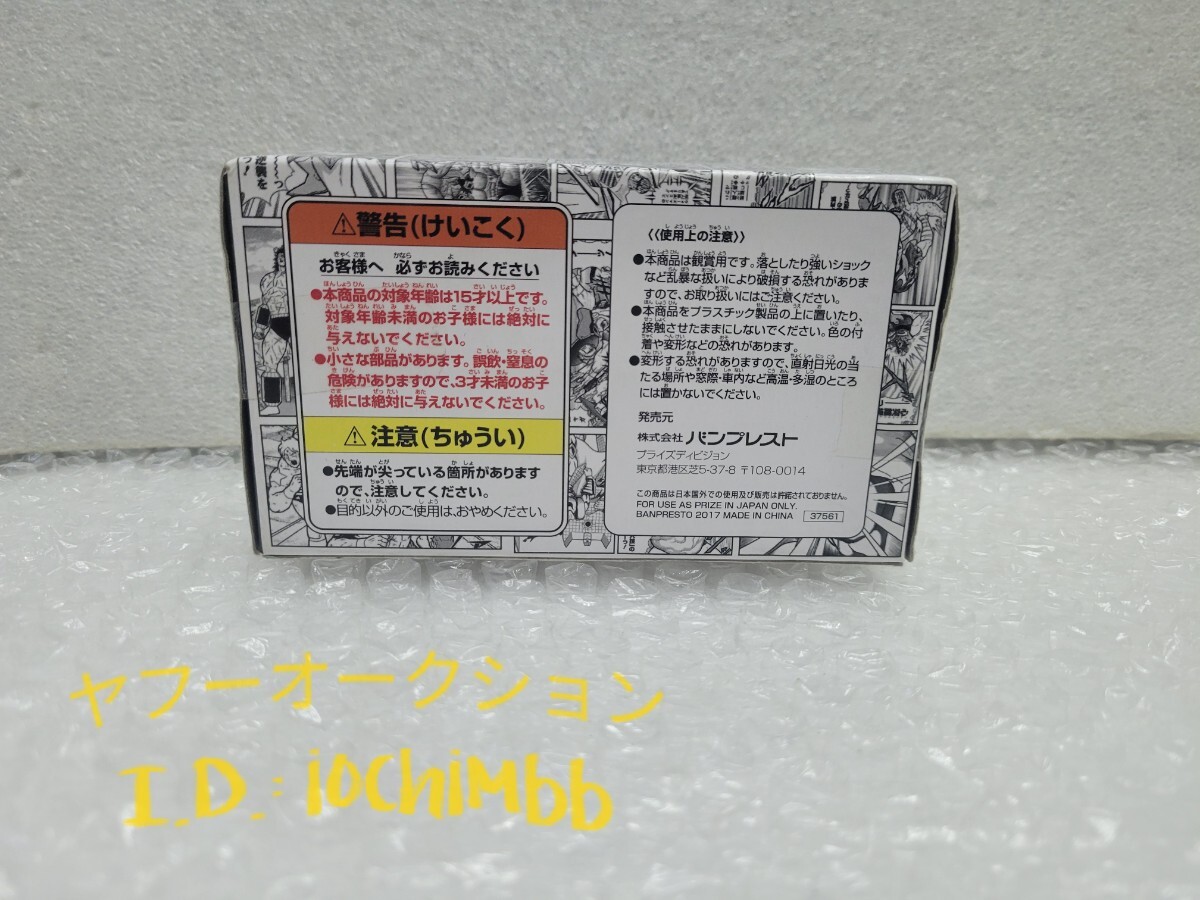 ⚠警告(けいこく)
お客様へ 必ずお読みください
●本商品の対象年齢は15才以上です。
対象年齢未満のお子様には絶対に
与えないでください。
●小さな部品があります。誤飲・窒息の
危険がありますので、3才未満のお子
様には絶対に与えないでください。
⚠注意(ちゅうい)
●先端が尖っている箇所があります
ので、注意してください。
●目的以外のご使用は、おやめください。
《使用上の注意》
●本商品は観賞用です。落としたり強いショック
など乱暴な扱いにより破損する恐れがありま
すので、お取り扱いにはご注意ください。
●本商品をプラスチック製品の上に置いたり、
接触させたままにしないでください。色の付
着や変形などの恐れがあります。
●変形する恐れがありますので、直射日光の当
たる場所や窓際・車内など高温・多湿のところ
には置かないでください。
発売元
株式会社 バンプレスト
プライズディビジョン
東京都港区芝5-37-8 〒108-0014
この商品は日本国外での使用及び販売は許諾されておりません。
FOR USE AS PRIZE IN JAPAN ONLY.
BANPRESTO 2017 MADE IN CHINA 37561
ヤフーオークション
I.D.: iochimbb